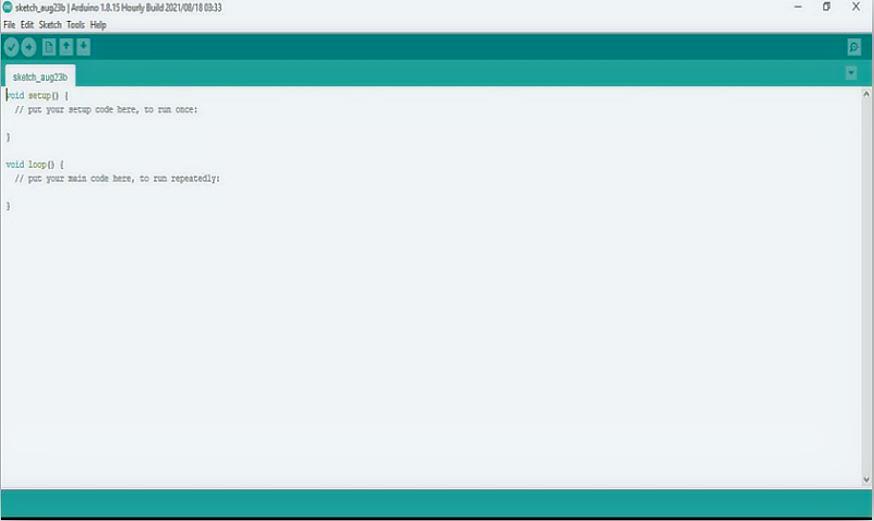 sketch_aug23b | Arduino 1.8.15 Hourly Build 2021/08/18 03:33
File Edit Sketch Tools Help
sketch_aug23b
void setup() {
// put your setup code here, to run once:
}
void loop() {
// put your main code here, to run repeatedly:
}